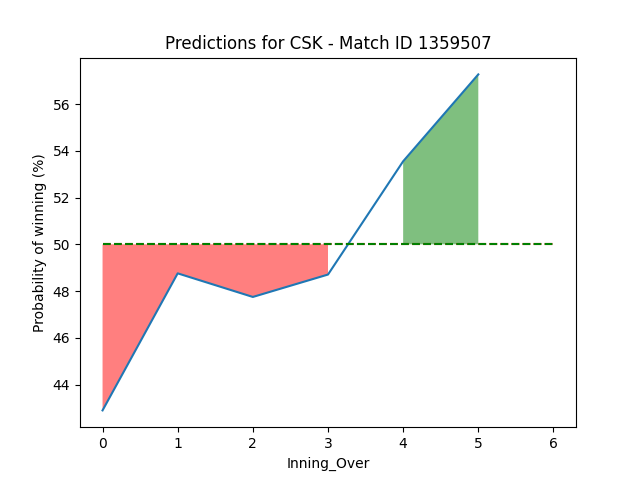 Predictions for CSK - Match ID 1359507
Probability of winning (%)
56
54
52
50
48
46
44
0 1 2 3 4 5 6
Inning_Over